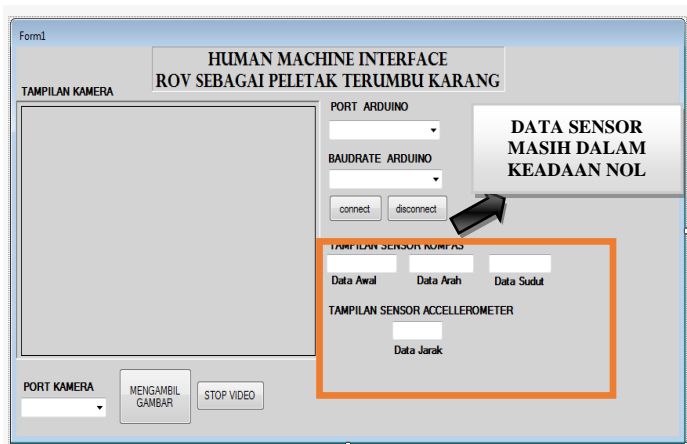 Form1
HUMAN MACHINE INTERFACE
ROV SEBAGAI PELETAK TERUMBU KARANG
TAMPILAN KAMERA
PORT ARDUINO
BAUDRATE ARDUINO
connect
disconnect
DATA SENSOR
MASIH DALAM
KEADAAN NOL
TAMPILAN SENSOR KOMPAS
Data Awal
Data Arah
Data Sudut
TAMPILAN SENSOR ACCELLEROMETER
Data Jarak
PORT KAMERA
MENGAMBIL
GAMBAR
STOP VIDEO